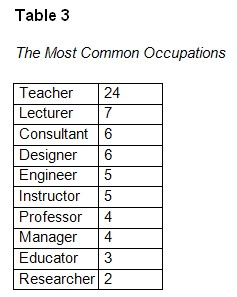 Table 3
The Most Common Occupations
Teacher 24
Lecturer 7
Consultant 6
Designer 6
Engineer 5
Instructor 5
Professor 4
Manager 4
Educator 3
Researcher 2